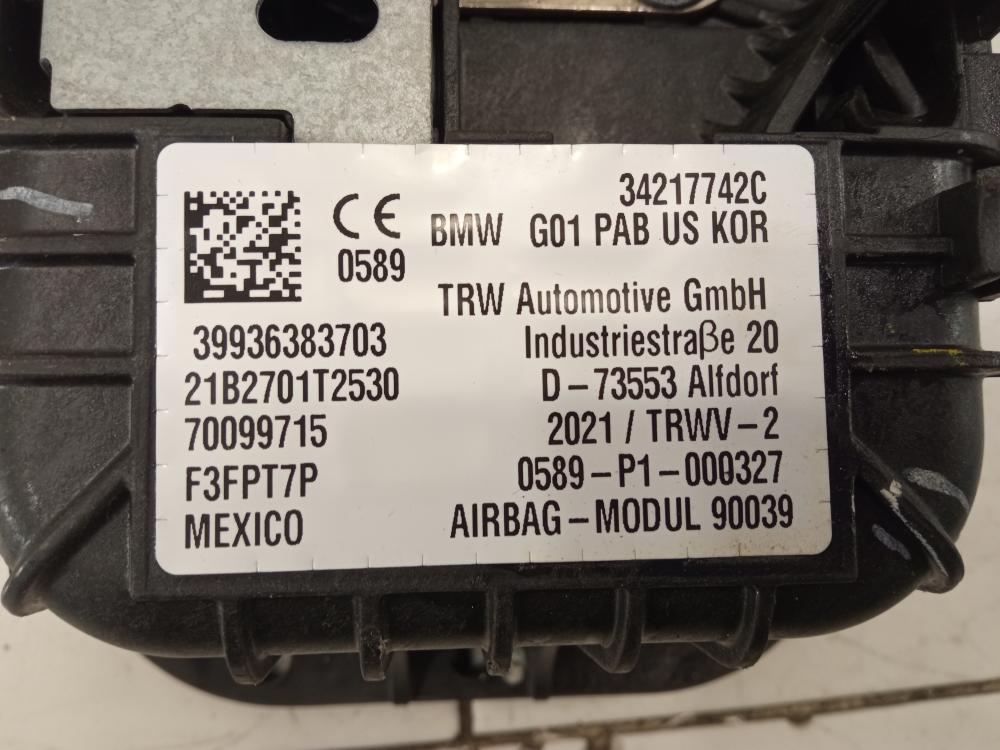 34217742C
CE BMW G01 PAB US KOR
0589
TRW Automotive GmbH
39936383703 Industriestraße 20
21B2701T2530 D-73553 Alfdorf
70099715 2021 / TRWV-2
F3FPT7P 0589-P1-000327
MEXICO AIRBAG-MODUL 90039